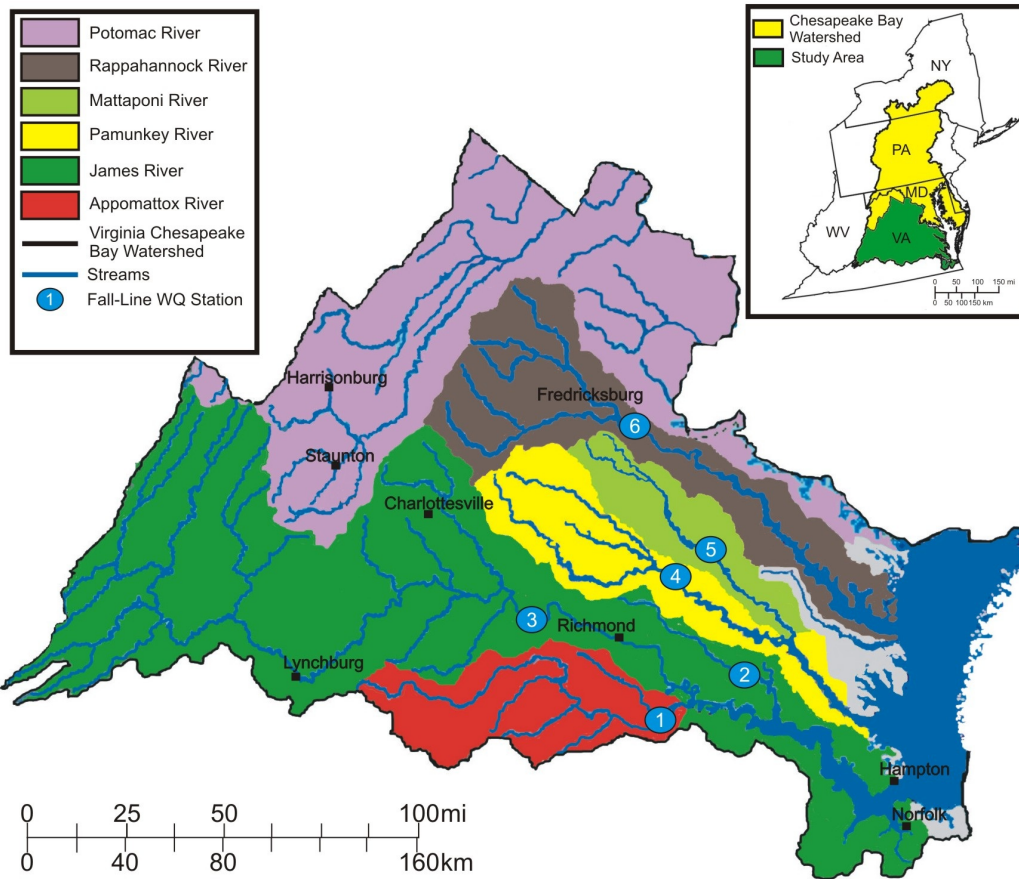 Potomac River
Rappahannock River
Mattaponi River
Pamunkey River
James River
Appomattox River
Virginia Chesapeake
Bay Watershed
Streams
1 Fall-Line WQ Station
Chesapeake Bay
Watershed
Study Area
NY
PA
MD
WV
VA
0 50 100 150 mi
0 50 100 150 km
Harrisonburg
Fredricksburg
6
Staunton
Charlottesville
5
4
3
Richmond
Lynchburg
2
1
Hampton
Norfolk
0 25 50 100mi
0 40 80 160km